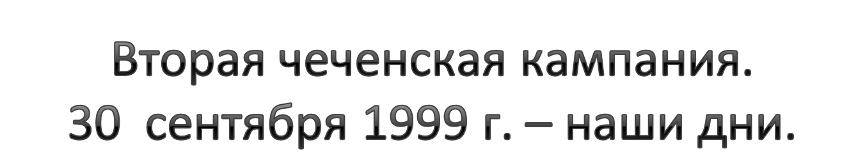 Вторая чеченская кампания.
30 сентября 1999 г. – наши дни.